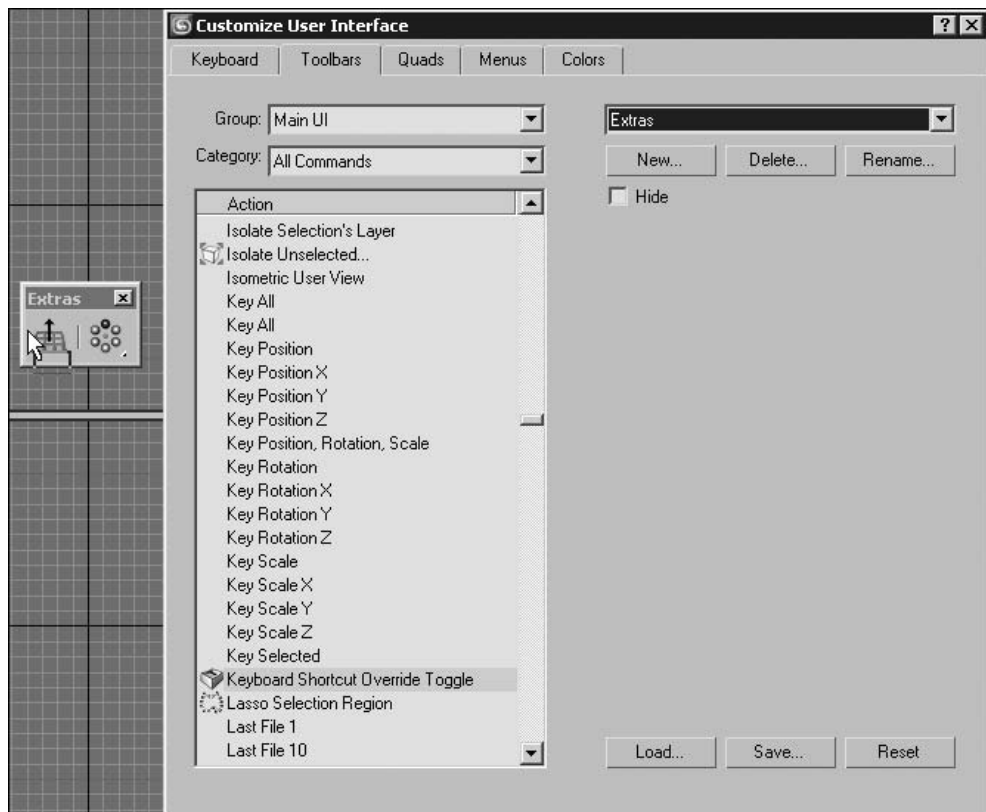 Customize User Interface
Keyboard Toolbars Quads Menus Colors
Group: Main UI
Category: All Commands
Action
Isolate Selection's Layer
Isolate Unselected...
Isometric User View
Key All
Key All
Key Position
Key Position X
Key Position Y
Key Position Z
Key Position, Rotation, Scale
Key Rotation
Key Rotation X
Key Rotation Y
Key Rotation Z
Key Scale
Key Scale X
Key Scale Y
Key Scale Z
Key Selected
Keyboard Shortcut Override Toggle
Lasso Selection Region
Last File 1
Last File 10
Extras
New... Delete... Rename...
Hide
Load... Save... Reset
Extras